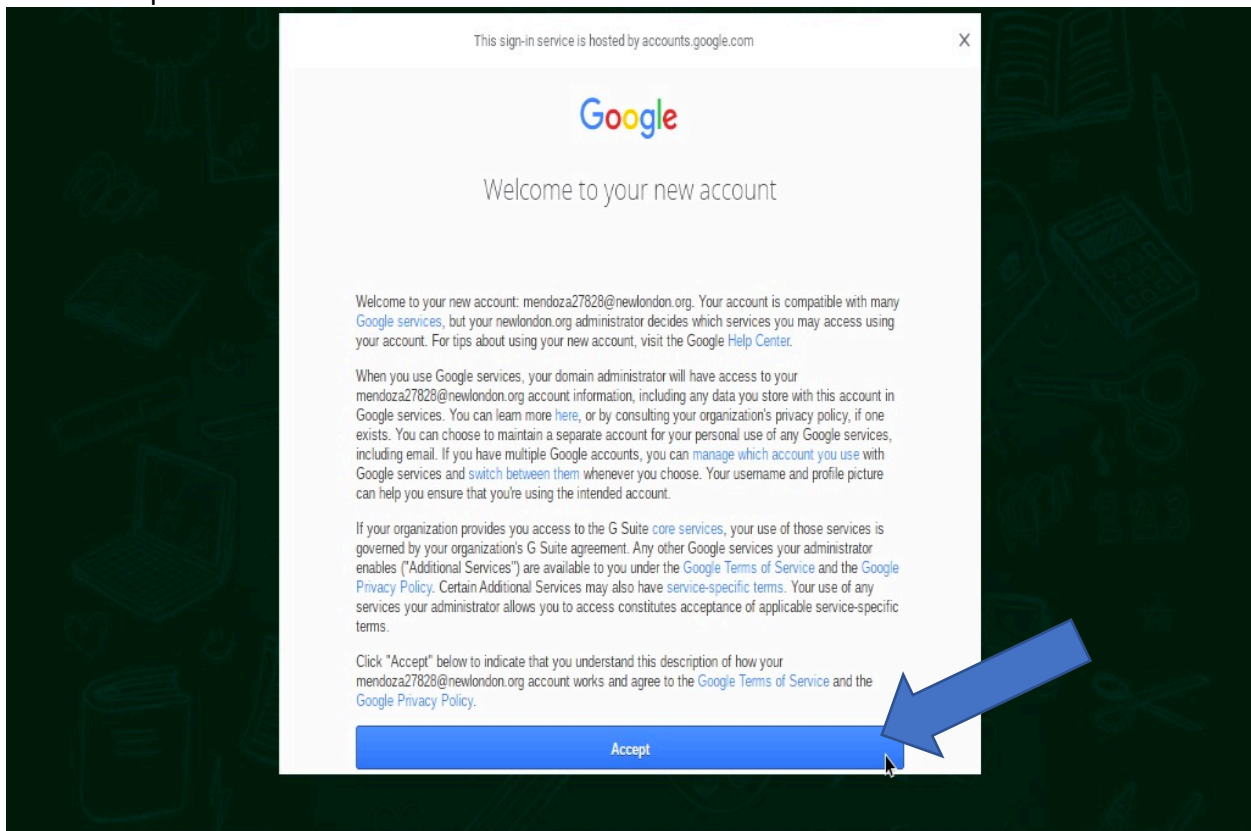 This sign-in service is hosted by accounts.google.com X
Google
Welcome to your new account
Welcome to your new account: mendoza27828@newlondon.org. Your account is compatible with many
Google services, but your newlondon.org administrator decides which services you may access using
your account. For tips about using your new account, visit the Google Help Center.
When you use Google services, your domain administrator will have access to your
mendoza27828@newlondon.org account information, including any data you store with this account in
Google services. You can learn more here, or by consulting your organization's privacy policy, if one
exists. You can choose to maintain a separate account for your personal use of any Google services,
including email. If you have multiple Google accounts, you can manage which account you use with
Google services and switch between them whenever you choose. Your username and profile picture
can help you ensure that you're using the intended account.
If your organization provides you access to the G Suite core services, your use of those services is
governed by your organization's G Suite agreement. Any other Google services your administrator
enables ("Additional Services") are available to you under the Google Terms of Service and the Google
Privacy Policy. Certain Additional Services may also have service-specific terms. Your use of any
services your administrator allows you to access constitutes acceptance of applicable service-specific
terms.
Click "Accept" below to indicate that you understand this description of how your
mendoza27828@newlondon.org account works and agree to the Google Terms of Service and the
Google Privacy Policy.
Accept